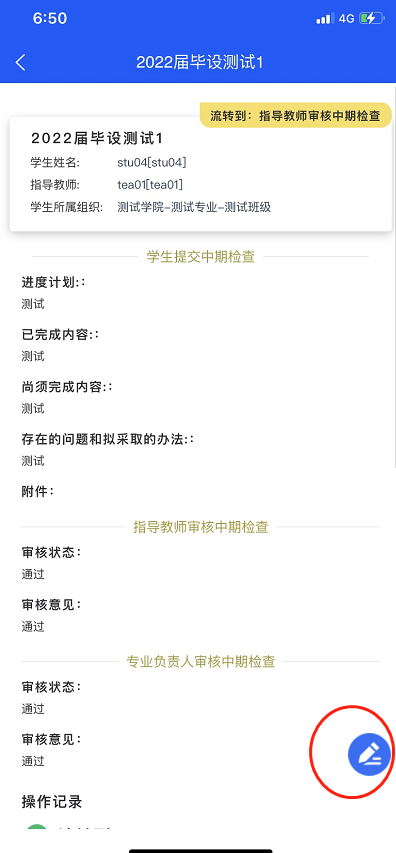 6:50
4G
2022届毕设测试1
流转到：指导教师审核中期检查
2022届毕设测试1
学生姓名: stu04[stu04]
指导教师: tea01[tea01]
学生所属组织: 测试学院-测试专业-测试班级
学生提交中期检查
进度计划:：
测试
已完成内容:：
测试
尚须完成内容:：
测试
存在的问题和拟采取的办法:：
测试
附件：
指导教师审核中期检查
审核状态：
通过
审核意见：
通过
专业负责人审核中期检查
审核状态：
通过
审核意见：
通过
操作记录